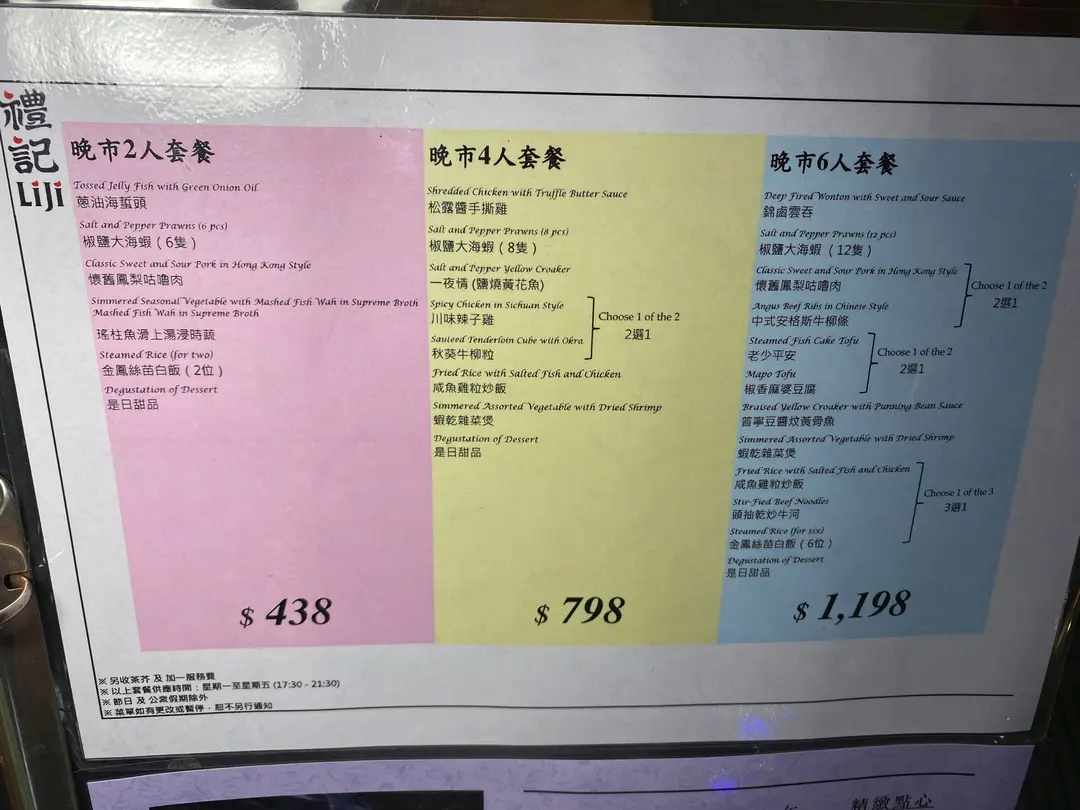 禮記
LiJi
晚市2人套餐
Tossed Jelly Fish with Green Onion Oil
蔥油海蜇頭
Salt and Pepper Prawns (6 pcs)
椒鹽大海蝦（6隻）
Classic Sweet and Sour Pork in Hong Kong Style
懷舊鳳梨咕嚕肉
Simmered Seasonal Vegetable with Mashed Fish Wah in Supreme Broth
Mashed Fish Wah in Supreme Broth
瑤柱魚滑上湯浸時蔬
Steamed Rice (for two)
金鳳絲苗白飯（2位）
Degustation of Dessert
是日甜品
$ 438
晚市4人套餐
Shredded Chicken with Truffle Butter Sauce
松露醬手撕雞
Salt and Pepper Prawns (8 pcs)
椒鹽大海蝦（8隻）
Salt and Pepper Yellow Croaker
一夜情 (鹽燒黃花魚)
Spicy Chicken in Sichuan Style
川味辣子雞
Sauteed Tenderloin Cube with Okra
秋葵牛柳粒
Choose 1 of the 2
2選1
Fried Rice with Salted Fish and Chicken
咸魚雞粒炒飯
Simmered Assorted Vegetable with Dried Shrimp
蝦乾雜菜煲
Degustation of Dessert
是日甜品
$ 798
晚市6人套餐
Deep Fired Wonton with Sweet and Sour Sauce
錦鹵雲吞
Salt and Pepper Prawns (12 pcs)
椒鹽大海蝦（12隻）
Classic Sweet and Sour Pork in Hong Kong Style
懷舊鳳梨咕嚕肉
Angus Beef Ribs in Chinese Style
中式安格斯牛柳條
Choose 1 of the 2
2選1
Steamed Fish Cake Tofu
老少平安
Mapo Tofu
椒香麻婆豆腐
Choose 1 of the 2
2選1
Braised Yellow Croaker with Punning Bean Sauce
普寧豆醬炆黃骨魚
Simmered Assorted Vegetable with Dried Shrimp
蝦乾雜菜煲
Fried Rice with Salted Fish and Chicken
咸魚雞粒炒飯
Stir-Fied Beef Noodles
頭抽乾炒牛河
Steamed Rice (for six)
金鳳絲苗白飯（6位）
Choose 1 of the 3
3選1
Degustation of Dessert
是日甜品
$ 1,198
※ 另收茶芥 及 加一服務費
※ 以上套餐供應時間：星期一至星期五 (17:30 - 21:30)
※ 節日 及 公眾假期除外
※ 菜單如有更改或暫停，恕不另行通知
精緻點心